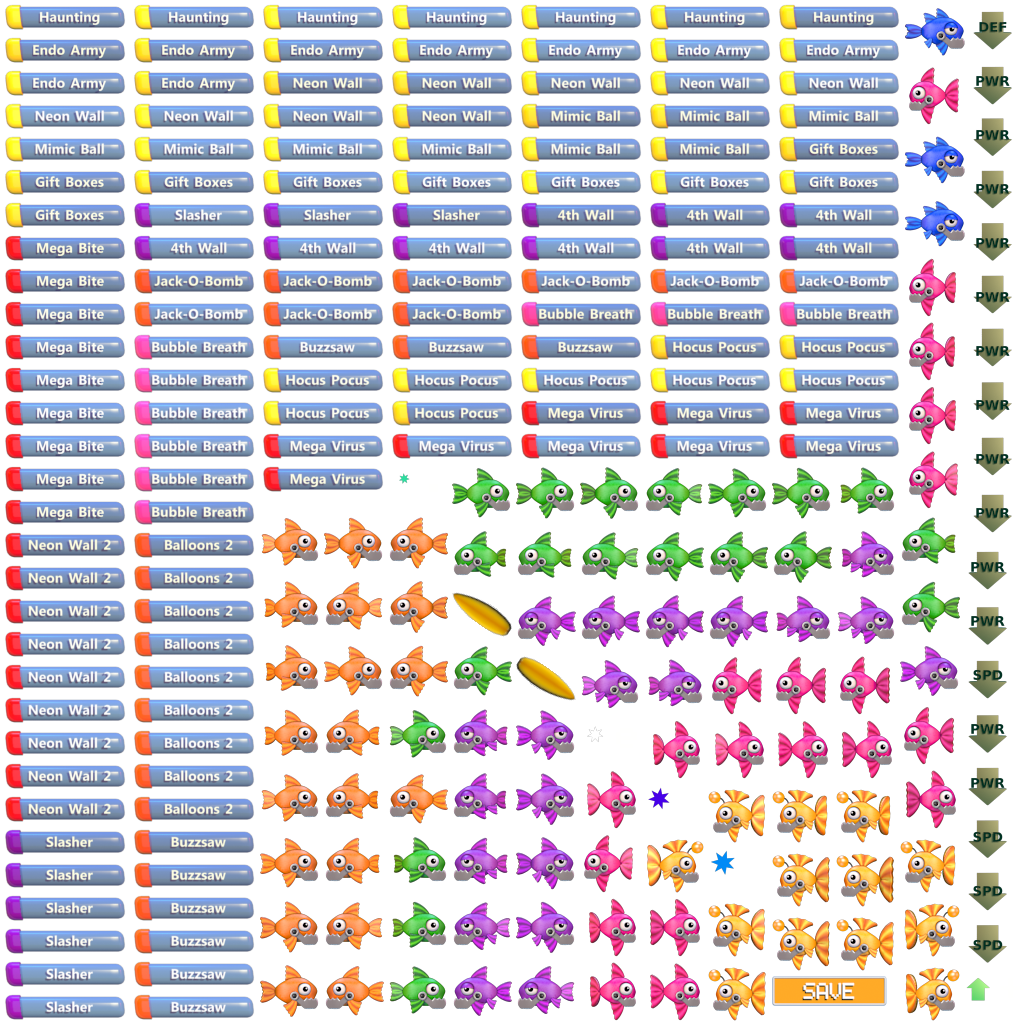 Haunting Haunting Haunting Haunting Haunting Haunting Haunting DEF
Endo Army Endo Army Endo Army Endo Army Endo Army Endo Army Endo Army
Endo Army Endo Army Neon Wall Neon Wall Neon Wall Neon Wall Neon Wall PWR
Neon Wall Neon Wall Neon Wall Neon Wall Mimic Ball Mimic Ball Mimic Ball PWR
Mimic Ball Mimic Ball Mimic Ball Mimic Ball Mimic Ball Mimic Ball Gift Boxes
Gift Boxes Gift Boxes Gift Boxes Gift Boxes Gift Boxes Gift Boxes Gift Boxes PWR
Gift Boxes Slasher Slasher Slasher 4th Wall 4th Wall 4th Wall
Mega Bite 4th Wall 4th Wall 4th Wall 4th Wall 4th Wall 4th Wall PWR
Mega Bite Jack-O-Bomb Jack-O-Bomb Jack-O-Bomb Jack-O-Bomb Jack-O-Bomb Jack-O-Bomb PWR
Mega Bite Jack-O-Bomb Jack-O-Bomb Jack-O-Bomb Bubble Breath Bubble Breath Bubble Breath
Mega Bite Bubble Breath Buzzsaw Buzzsaw Buzzsaw Hocus Pocus Hocus Pocus PWR
Mega Bite Bubble Breath Hocus Pocus Hocus Pocus Hocus Pocus Hocus Pocus Hocus Pocus
Mega Bite Bubble Breath Hocus Pocus Hocus Pocus Mega Virus Mega Virus Mega Virus PWR
Mega Bite Bubble Breath Mega Virus Mega Virus Mega Virus Mega Virus Mega Virus PWR
Mega Bite Bubble Breath Mega Virus
Mega Bite Bubble Breath PWR
Neon Wall 2 Balloons 2
Neon Wall 2 Balloons 2 PWR
Neon Wall 2 Balloons 2 PWR
Neon Wall 2 Balloons 2
Neon Wall 2 Balloons 2 SPD
Neon Wall 2 Balloons 2
Neon Wall 2 Balloons 2 PWR
Neon Wall 2 Balloons 2 PWR
Neon Wall 2 Balloons 2
Slasher Buzzsaw SPD
Slasher Buzzsaw SPD
Slasher Buzzsaw
Slasher Buzzsaw SPD
Slasher Buzzsaw SAVE
Slasher Buzzsaw